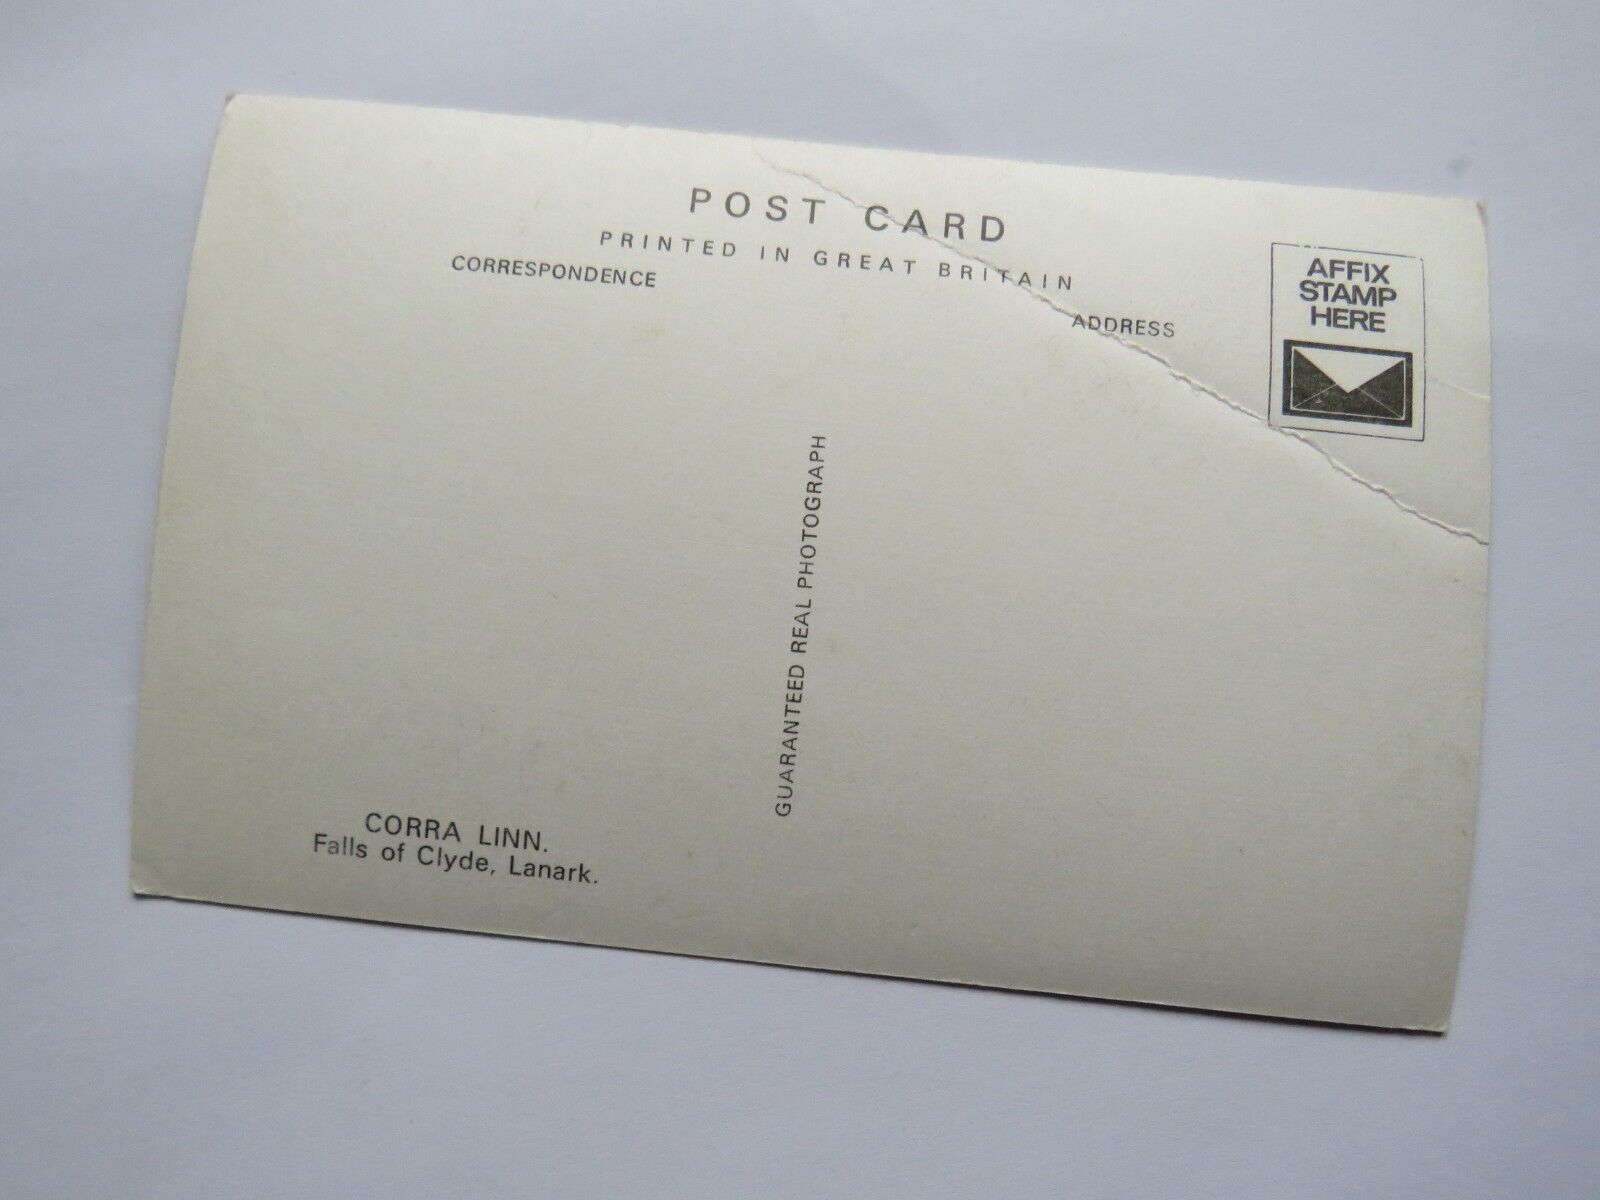 POST CARD
PRINTED IN GREAT BRITAIN
CORRESPONDENCE
ADDRESS
AFFIX
STAMP
HERE
GUARANTEED REAL PHOTOGRAPH
CORRA LINN.
Falls of Clyde, Lanark.